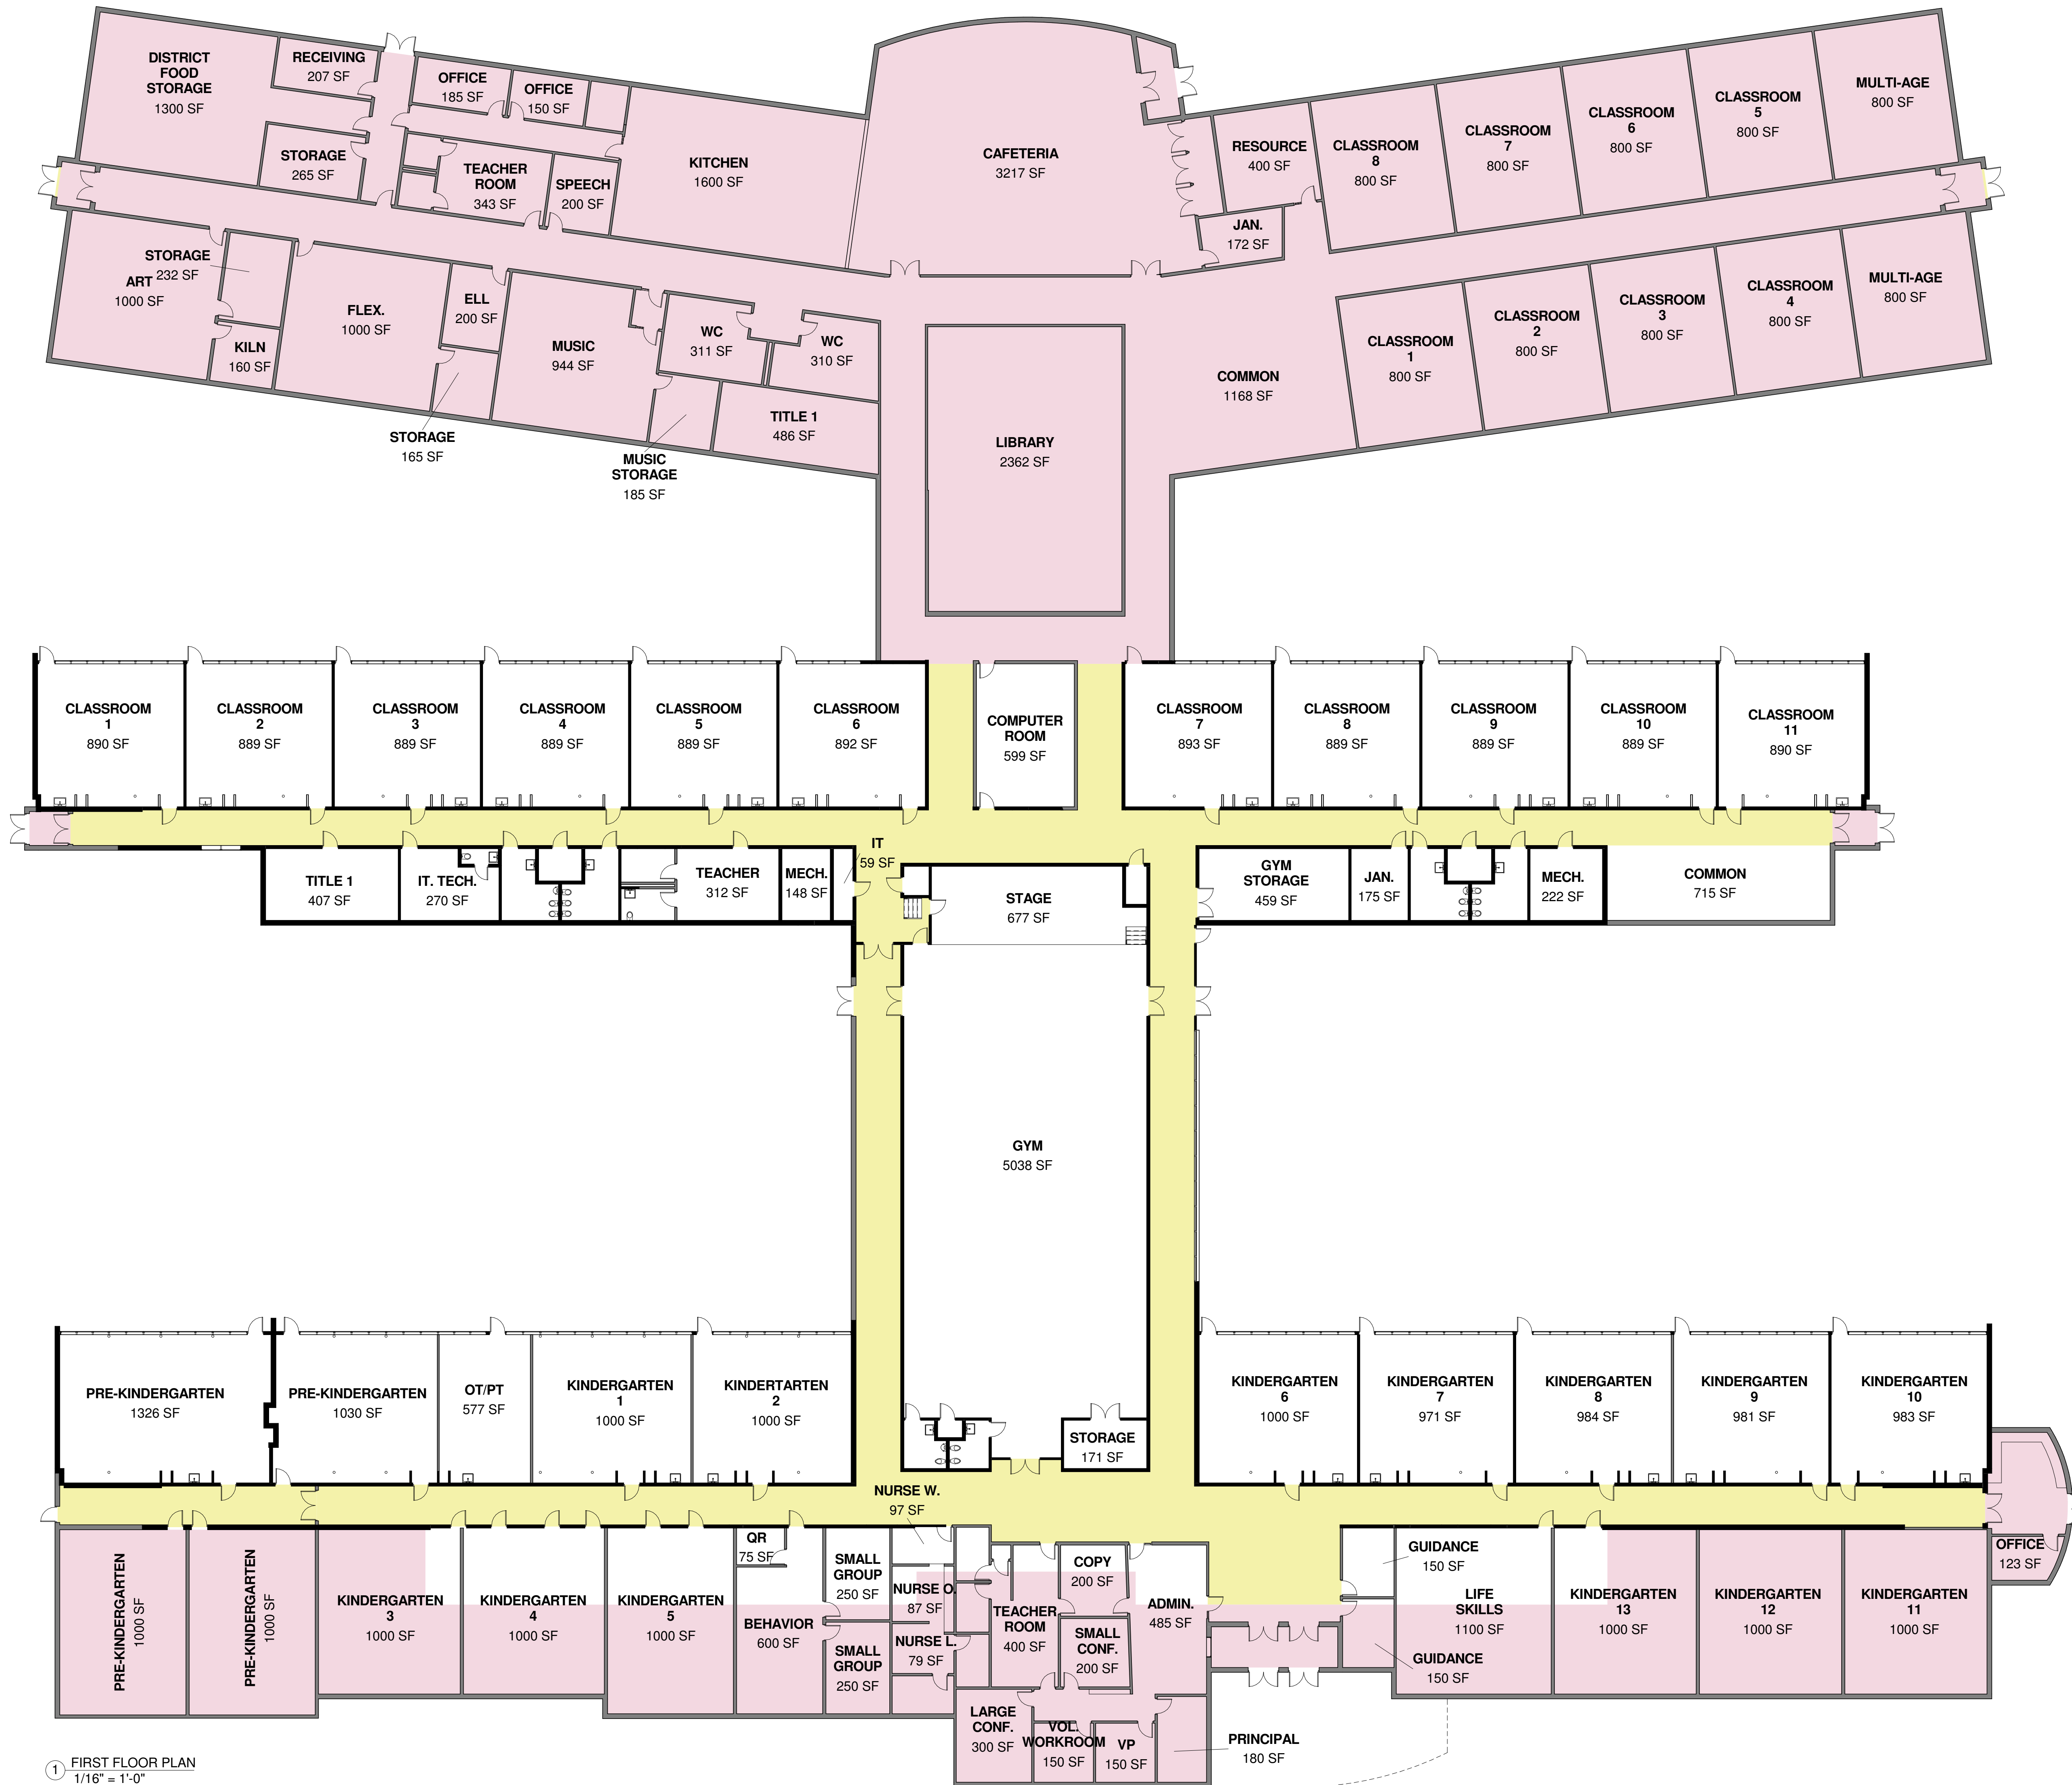 DISTRICT
FOOD
STORAGE
1300 SF
RECEIVING
207 SF
OFFICE
185 SF
OFFICE
150 SF
STORAGE
265 SF
TEACHER
ROOM
343 SF
SPEECH
200 SF
KITCHEN
1600 SF
CAFETERIA
3217 SF
RESOURCE
400 SF
JAN.
172 SF
CLASSROOM
8
800 SF
CLASSROOM
7
800 SF
CLASSROOM
6
800 SF
CLASSROOM
5
800 SF
MULTI-AGE
800 SF
STORAGE
232 SF
ART
1000 SF
KILN
160 SF
FLEX.
1000 SF
ELL
200 SF
STORAGE
165 SF
MUSIC
944 SF
MUSIC
STORAGE
185 SF
WC
311 SF
WC
310 SF
TITLE 1
486 SF
LIBRARY
2362 SF
COMMON
1168 SF
CLASSROOM
1
800 SF
CLASSROOM
2
800 SF
CLASSROOM
3
800 SF
CLASSROOM
4
800 SF
MULTI-AGE
800 SF
CLASSROOM
1
890 SF
CLASSROOM
2
889 SF
CLASSROOM
3
889 SF
CLASSROOM
4
889 SF
CLASSROOM
5
889 SF
CLASSROOM
6
892 SF
COMPUTER
ROOM
599 SF
CLASSROOM
7
893 SF
CLASSROOM
8
889 SF
CLASSROOM
9
889 SF
CLASSROOM
10
889 SF
CLASSROOM
11
890 SF
TITLE 1
407 SF
IT. TECH.
270 SF
TEACHER
312 SF
MECH.
148 SF
IT
59 SF
STAGE
677 SF
GYM
STORAGE
459 SF
JAN.
175 SF
MECH.
222 SF
COMMON
715 SF
GYM
5038 SF
PRE-KINDERGARTEN
1326 SF
PRE-KINDERGARTEN
1030 SF
OT/PT
577 SF
KINDERGARTEN
1
1000 SF
KINDERTARTEN
2
1000 SF
STORAGE
171 SF
KINDERGARTEN
6
1000 SF
KINDERGARTEN
7
971 SF
KINDERGARTEN
8
984 SF
KINDERGARTEN
9
981 SF
KINDERGARTEN
10
983 SF
PRE-KINDERGARTEN
1000 SF
PRE-KINDERGARTEN
1000 SF
KINDERGARTEN
3
1000 SF
KINDERGARTEN
4
1000 SF
KINDERGARTEN
5
1000 SF
QR
75 SF
BEHAVIOR
600 SF
SMALL
GROUP
250 SF
SMALL
GROUP
250 SF
NURSE W.
97 SF
NURSE O.
87 SF
NURSE L.
79 SF
TEACHER
ROOM
400 SF
COPY
200 SF
SMALL
CONF.
200 SF
ADMIN.
485 SF
LARGE
CONF.
300 SF
VOL.
WORKROOM
150 SF
VP
150 SF
PRINCIPAL
180 SF
GUIDANCE
150 SF
GUIDANCE
150 SF
LIFE
SKILLS
1100 SF
KINDERGARTEN
13
1000 SF
KINDERGARTEN
12
1000 SF
KINDERGARTEN
11
1000 SF
OFFICE
123 SF
1 FIRST FLOOR PLAN
1/16" = 1'-0"